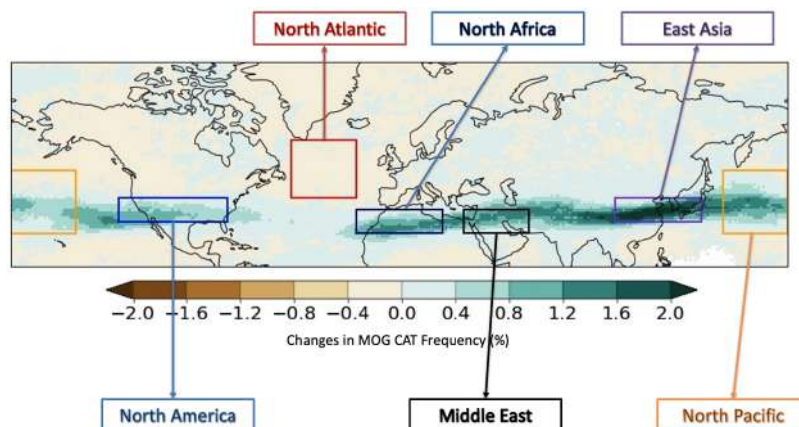 North Atlantic
North Africa
East Asia
−2.0 −1.6 −1.2 −0.8 −0.4 0.0 0.4 0.8 1.2 1.6 2.0
Changes in MOG CAT Frequency (%)
North America
Middle East
North Pacific